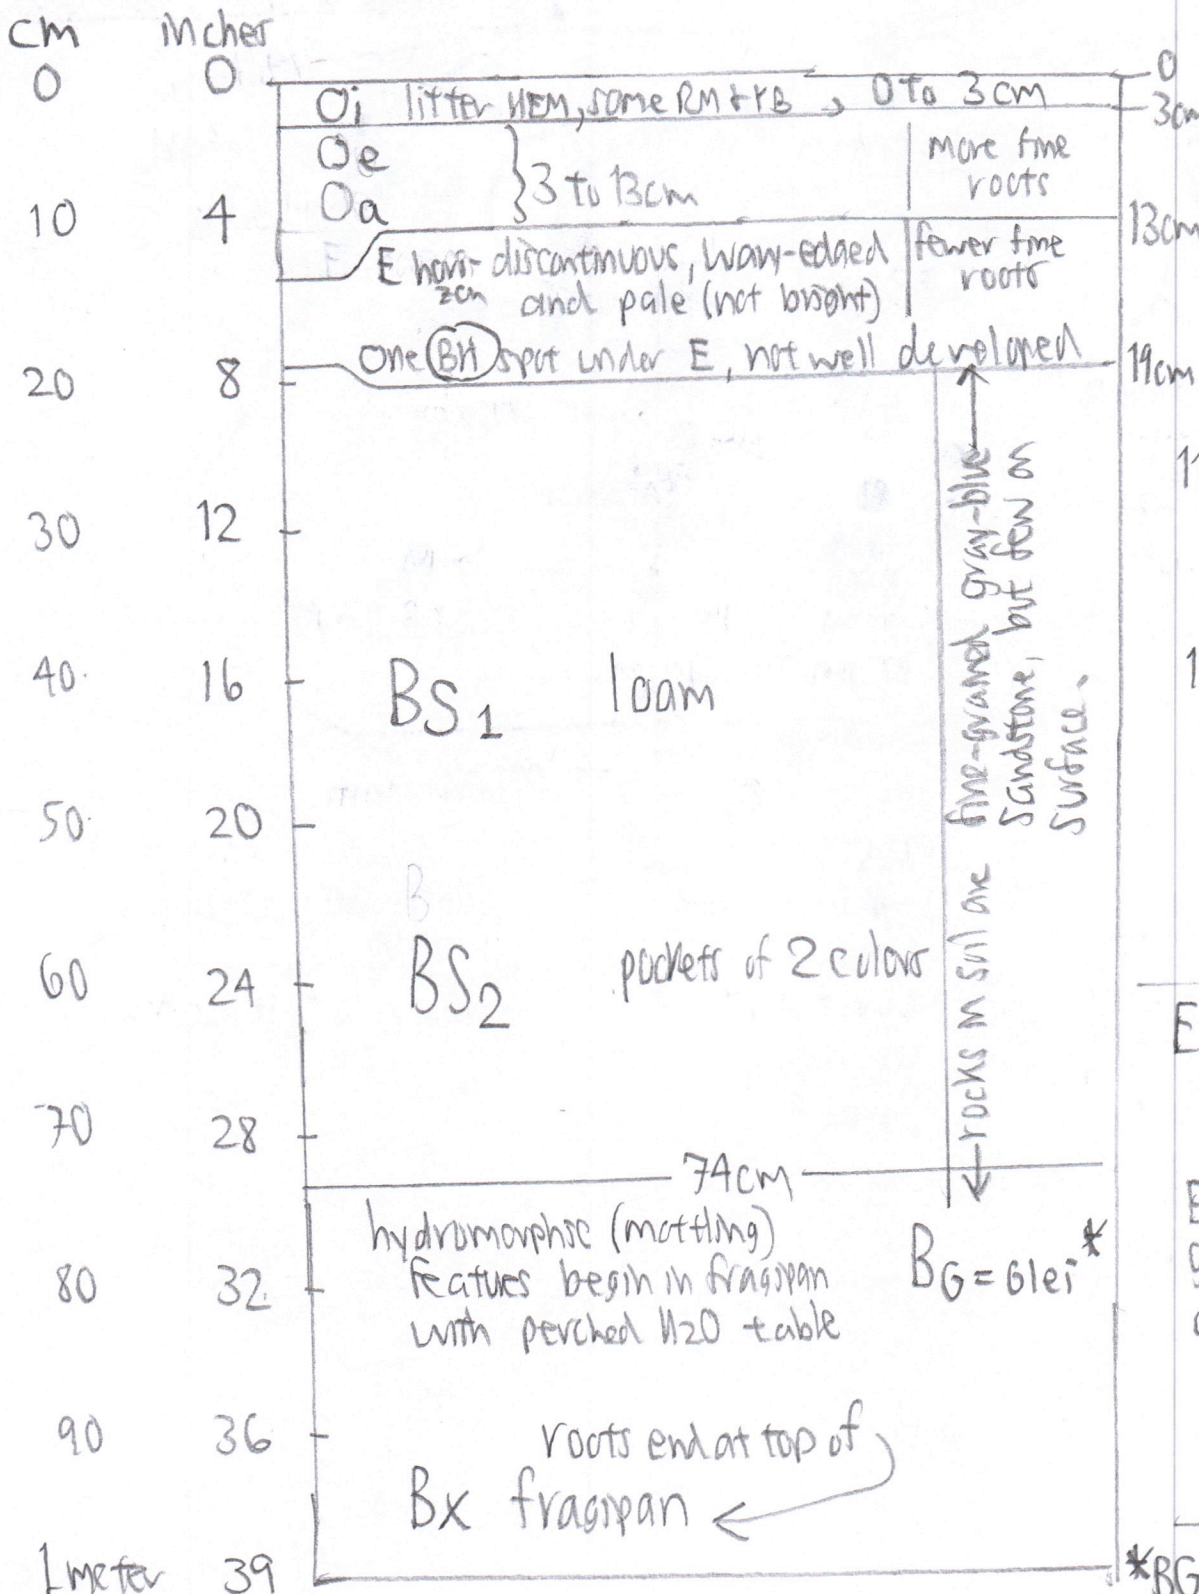 cm inches
0 0
Oi litter HEM, some RM & YB → 0 to 3 cm
0
3cm
Oe
Oa
} 3 to 13cm
more fine
roots
10 4
13cm
E hori-
zon
discontinuous, wavy-edged
and pale (not bright)
fewer fine
roots
one BH spot under E, not well developed
20 8
19cm
30 12
40 16
BS1 loam
50 20
B
60 24
BS2 pockets of 2 colors
rocks in soil are fine-grained gray-blue
sandstone, but few on
surface.
70 28
74cm
hydromorphic (mottling)
features begin in fragipan
with perched H2O table
BG = Glei *
80 32
90 36
roots end at top of
Bx fragipan
1 meter 39
*BG